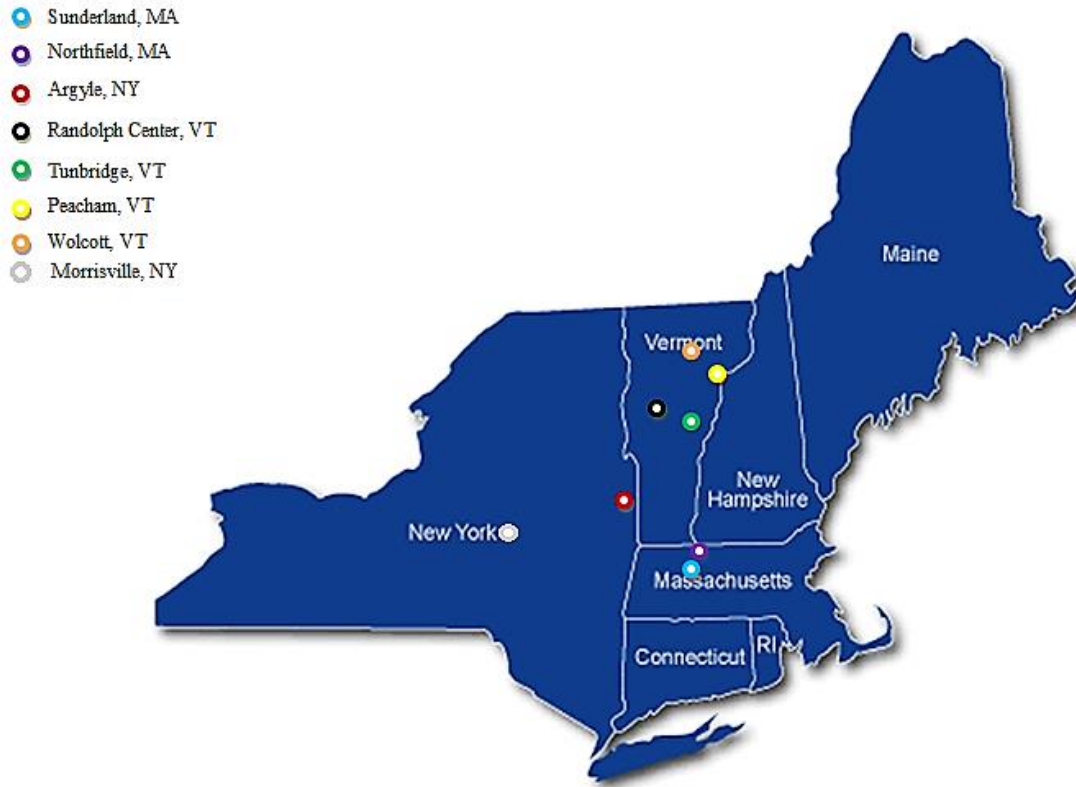 Sunderland, MA
Northfield, MA
Argyle, NY
Randolph Center, VT
Tunbridge, VT
Peacham, VT
Wolcott, VT
Morrisville, NY
Maine
Vermont
New
Hampshire
New York
Massachusetts
Connecticut
RI